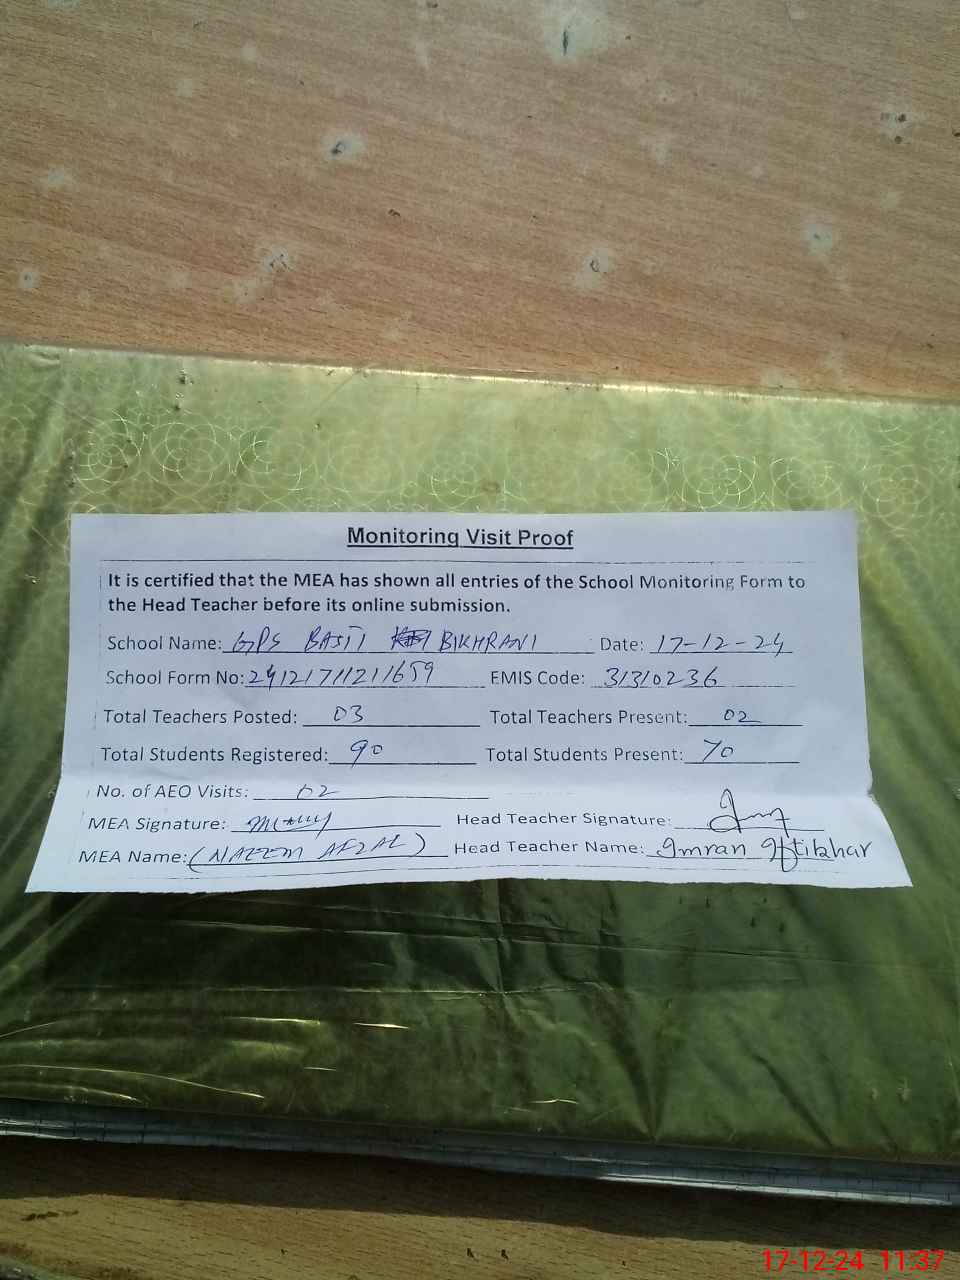 Monitoring Visit Proof
It is certified that the MEA has shown all entries of the School Monitoring Form to
the Head Teacher before its online submission.
School Name: GPS BASTI BIKHRANI Date: 17-12-24
School Form No: 24121711211659 EMIS Code: 31310236
Total Teachers Posted: 03 Total Teachers Present: 02
Total Students Registered: 90 Total Students Present: 70
No. of AEO Visits: 02
MEA Signature: Head Teacher Signature:
MEA Name: (NAEEM AFZAL) Head Teacher Name: Imran Iftikhar
17-12-24 11:37